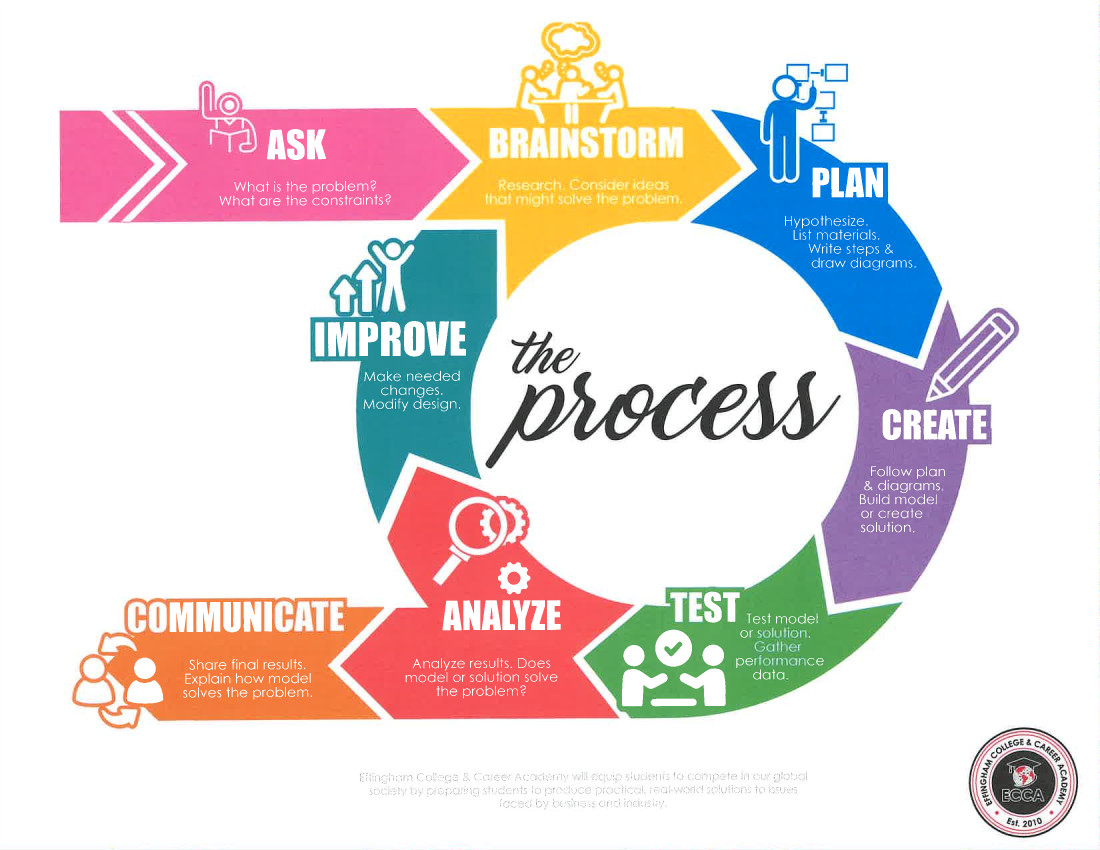 ASK
What is the problem?
What are the constraints?
BRAINSTORM
Research. Consider ideas
that might solve the problem.
PLAN
Hypothesize.
List materials.
Write steps &
draw diagrams.
CREATE
Follow plan
& diagrams.
Build model
or create
solution.
TEST
Test model
or solution.
Gather
performance
data.
ANALYZE
Analyze results. Does
model or solution solve
the problem?
IMPROVE
Make needed
changes.
Modify design.
COMMUNICATE
Share final results.
Explain how model
solves the problem.
the
process
Effingham College & Career Academy will equip students to compete in our global
society by preparing students to produce practical, real-world solutions to issues
faced by business and industry.
EFFINGHAM COLLEGE & CAREER ACADEMY
ECCA
Est. 2010